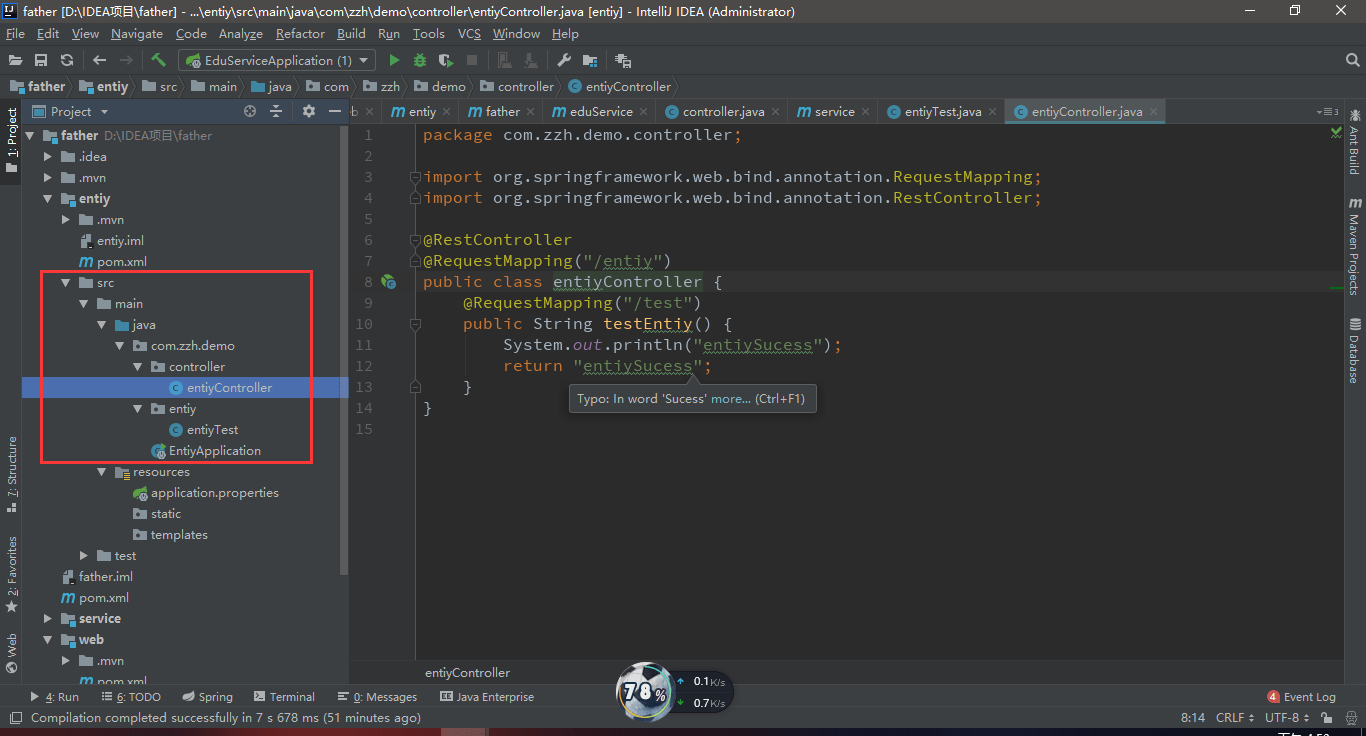 father [D:\IDEA项目\father] - ...\entiy\src\main\java\com\zzh\demo\controller\entiyController.java [entiy] - IntelliJ IDEA (Administrator)
File Edit View Navigate Code Analyze Refactor Build Run Tools VCS Window Help
EduServiceApplication (1)
father entiy src main java com zzh demo controller entiyController
Project
b entiy father eduService controller.java service entiyTest.java entiyController.java
3
1: Project
7: Structure
2: Favorites
Web
father D:\IDEA项目\father
.idea
.mvn
entiy
.mvn
entiy.iml
pom.xml
src
main
java
com.zzh.demo
controller
entiyController
entiy
entiyTest
EntiyApplication
resources
application.properties
static
templates
test
father.iml
pom.xml
service
web
.mvn
pom.xml
1 package com.zzh.demo.controller;
2
3 import org.springframework.web.bind.annotation.RequestMapping;
4 import org.springframework.web.bind.annotation.RestController;
5
6 @RestController
7 @RequestMapping("/entiy")
8 public class entiyController {
9 @RequestMapping("/test")
10 public String testEntiy() {
11 System.out.println("entiySucess");
12 return "entiySucess";
13 }
14 }
15
Typo: In word 'Sucess' more... (Ctrl+F1)
Ant Build
Maven Projects
Database
entiyController
78%
0.1K/s
0.7K/s
4: Run 6: TODO Spring Terminal 0: Messages Java Enterprise 4 Event Log
Compilation completed successfully in 7 s 678 ms (51 minutes ago) 8:14 CRLF UTF-8